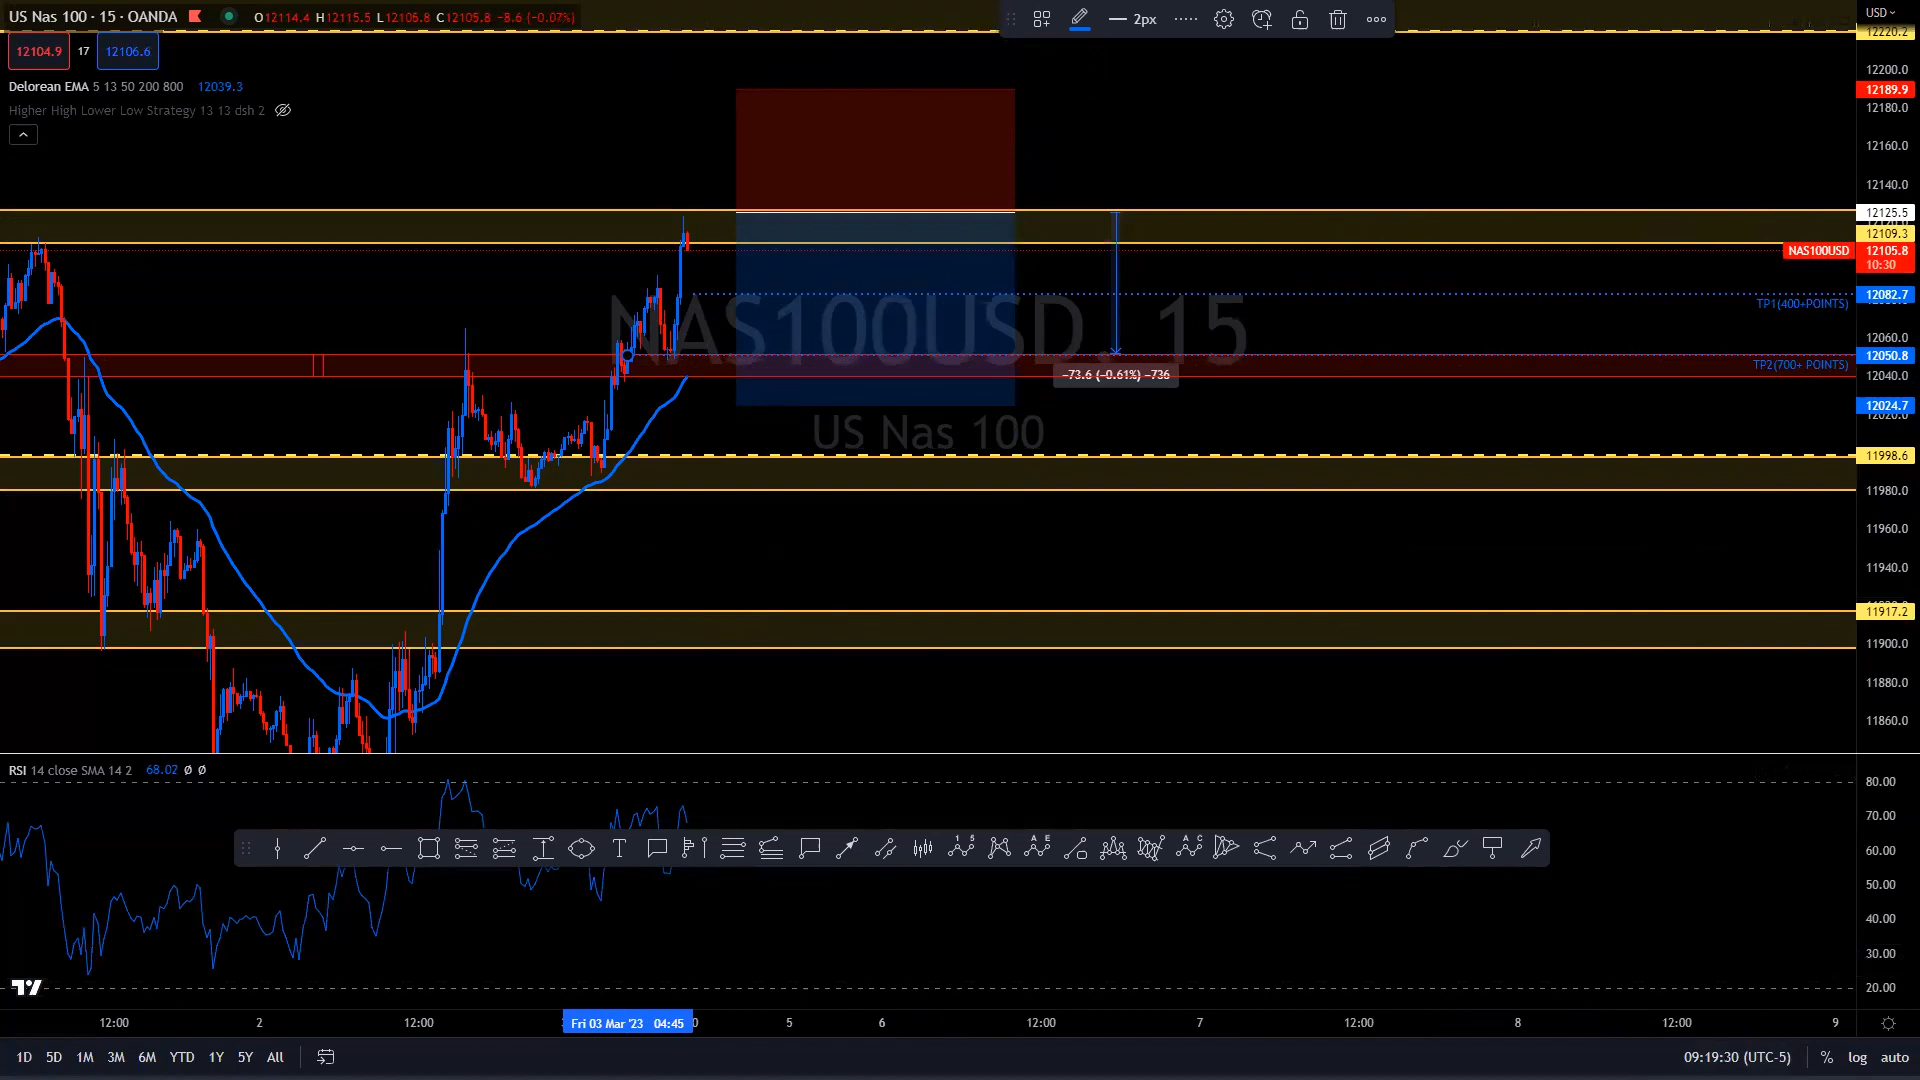 US Nas 100 · 15 · OANDA O12114.4 H12115.5 L12105.8 C12105.8 −8.6 (−0.07%)
2px
USD
12104.9 17 12106.6
Delorean EMA 5 13 50 200 800 12039.3
Higher High Lower Low Strategy 13 13 dsh 2
12220.2
12200.0
12189.9
12180.0
12160.0
12140.0
12125.5
12109.3
NAS100USD 12105.8
10:30
12082.7
TP1(400+POINTS)
12060.0
12050.8
TP2(700+ POINTS)
12040.0
12024.7
12020.0
11998.6
11980.0
11960.0
11940.0
11917.2
11900.0
11880.0
11860.0
NAS100USD, 15
US Nas 100
−73.6 (−0.61%) −736
RSI 14 close SMA 14 2 68.02 Ø Ø
80.00
70.00
60.00
50.00
40.00
30.00
20.00
12:00 2 12:00 Fri 03 Mar '23 04:45 5 6 12:00 7 12:00 8 12:00 9
1D 5D 1M 3M 6M YTD 1Y 5Y All
09:19:30 (UTC-5) % log auto